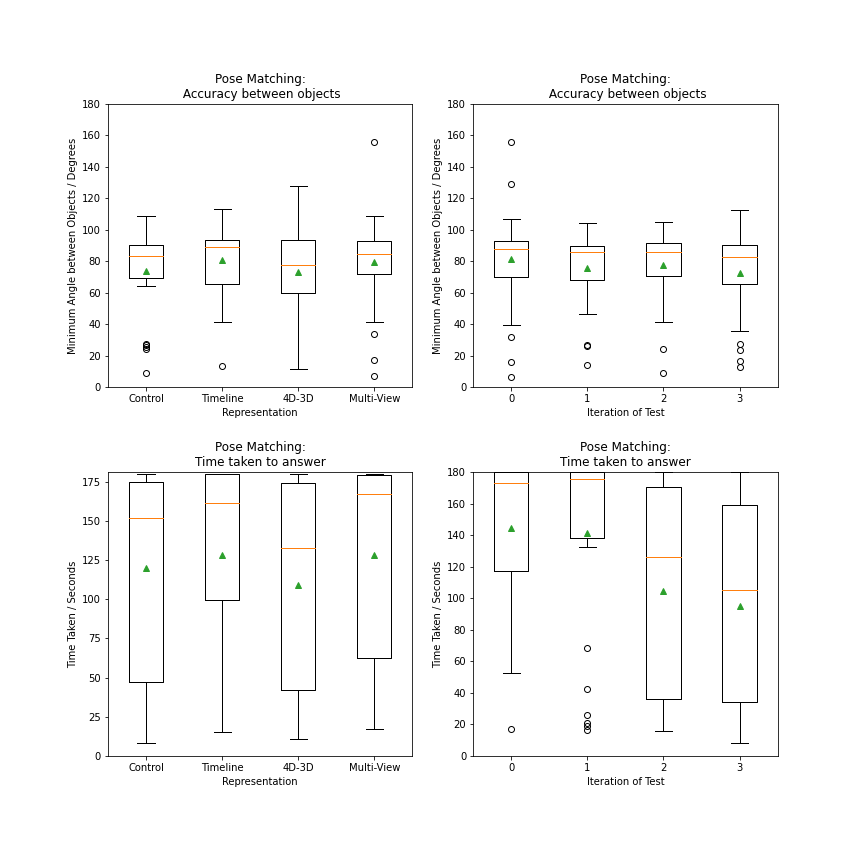 Pose Matching:
Accuracy between objects
Minimum Angle between Objects / Degrees
180
160
140
120
100
80
60
40
20
0
Control Timeline 4D-3D Multi-View
Representation
Pose Matching:
Accuracy between objects
Minimum Angle between Objects / Degrees
180
160
140
120
100
80
60
40
20
0
0 1 2 3
Iteration of Test
Pose Matching:
Time taken to answer
Time Taken / Seconds
175
150
125
100
75
50
25
0
Control Timeline 4D-3D Multi-View
Representation
Pose Matching:
Time taken to answer
Time Taken / Seconds
180
160
140
120
100
80
60
40
20
0
0 1 2 3
Iteration of Test